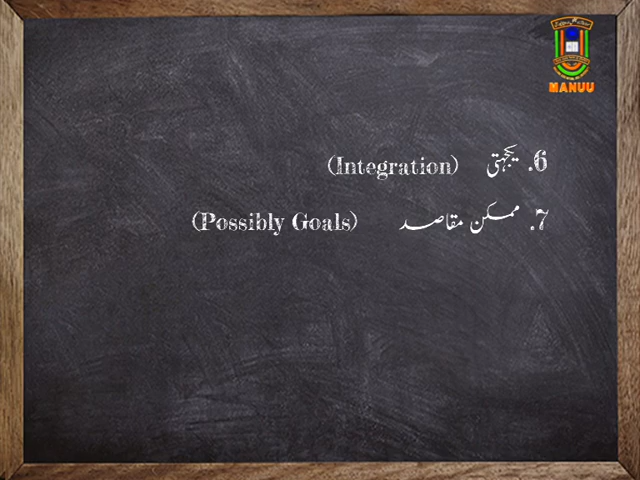 MANUU
6. یکجہتی (Integration)
7. ممکن مقاصد (Possibly Goals)